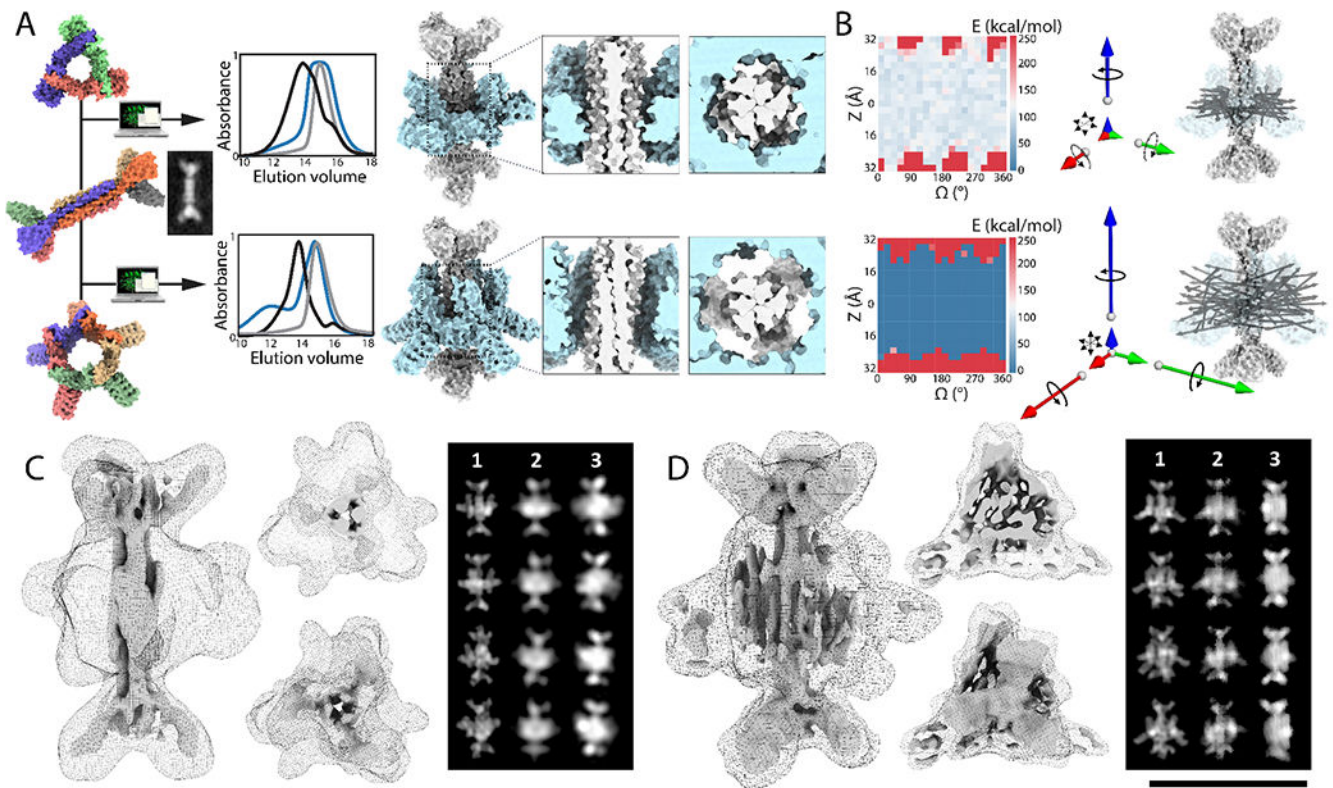 A
1
Absorbance
0
10 12 14 16 18
Elution volume
1
Absorbance
0
10 12 14 16 18
Elution volume
B
E (kcal/mol)
32
16
0
16
32
Z (Å)
0 90 180 270 360
Ω (°)
250
200
150
100
50
0
E (kcal/mol)
32
16
0
16
32
Z (Å)
0 90 180 270 360
Ω (°)
250
200
150
100
50
0
C
1 2 3
D
1 2 3